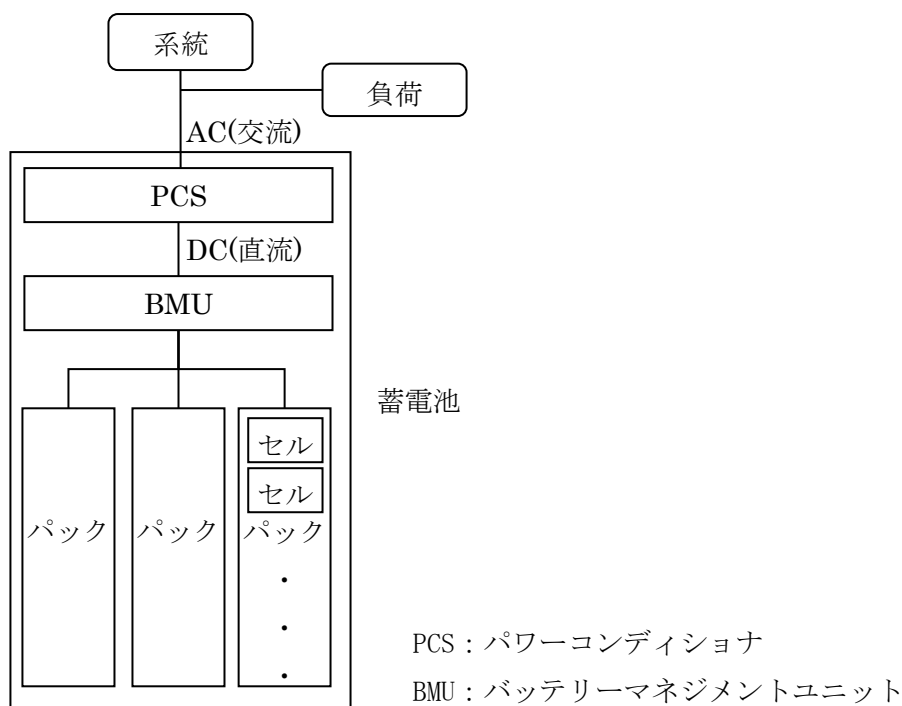 系統
負荷
AC(交流)
PCS
DC(直流)
BMU
蓄電池
セル
セル
パック
パック
パック
・
・
・
PCS：パワーコンディショナ
BMU：バッテリーマネジメントユニット